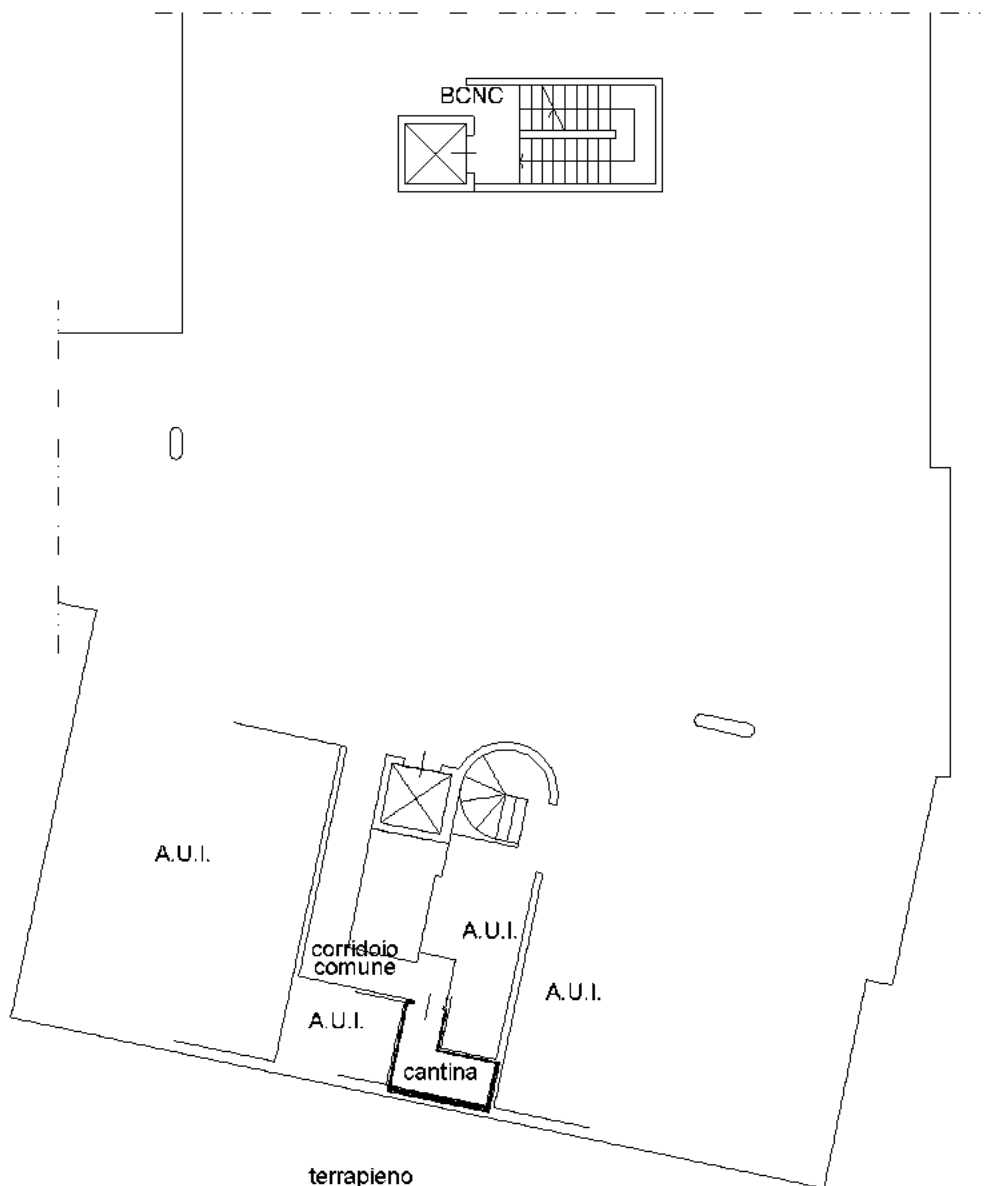 BCNC
A.U.I.
A.U.I.
corridoio
comune
A.U.I.
A.U.I.
cantina
terrapieno